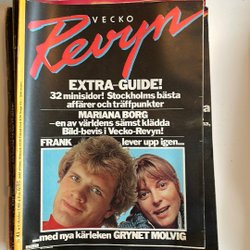 VECKO
Revyn
EXTRA-GUIDE!
32 minisidor! Stockholms bästa
affärer och träffpunkter
MARIANA BORG
–en av världens sämst klädda
Bild-bevis i Vecko-Revyn!
FRANK
lever upp igen...
...med nya kärleken GRYNET MOLVIG